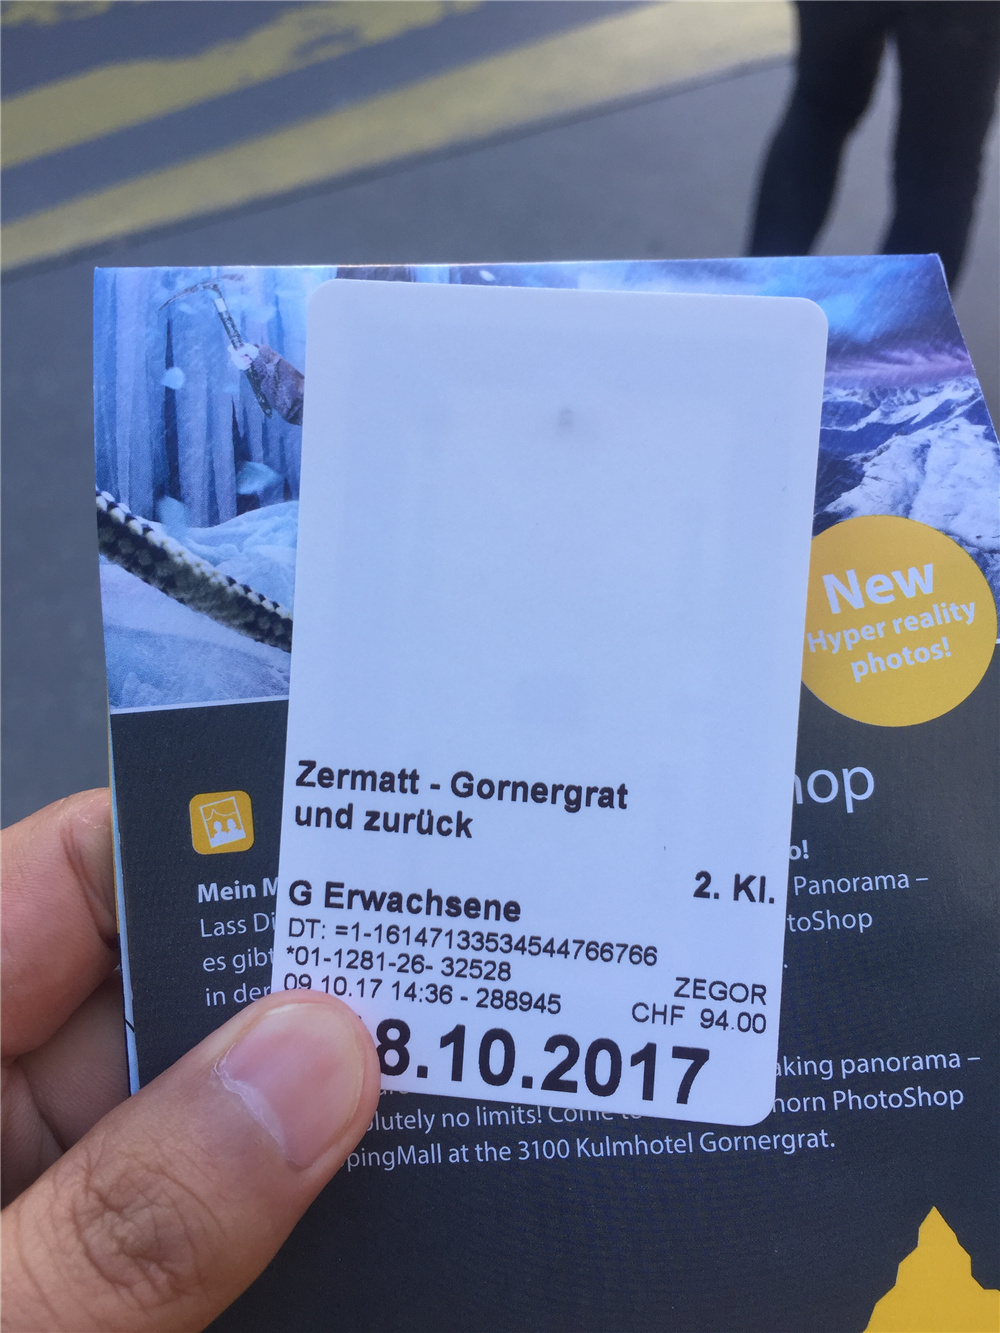 New
Hyper reality
photos!
Zermatt - Gornergrat
und zurück
2. Kl.
G Erwachsene
DT: =1-16147133534544766766
*01-1281-26- 32528
09.10.17 14:36 - 288945
ZEGOR
CHF 94.00
8.10.2017
Mein
Lass
es gibt
in der
Panorama –
toShop
aking panorama –
olutely no limits! Come to
horn PhotoShop
pingMall at the 3100 Kulmhotel Gornergrat.